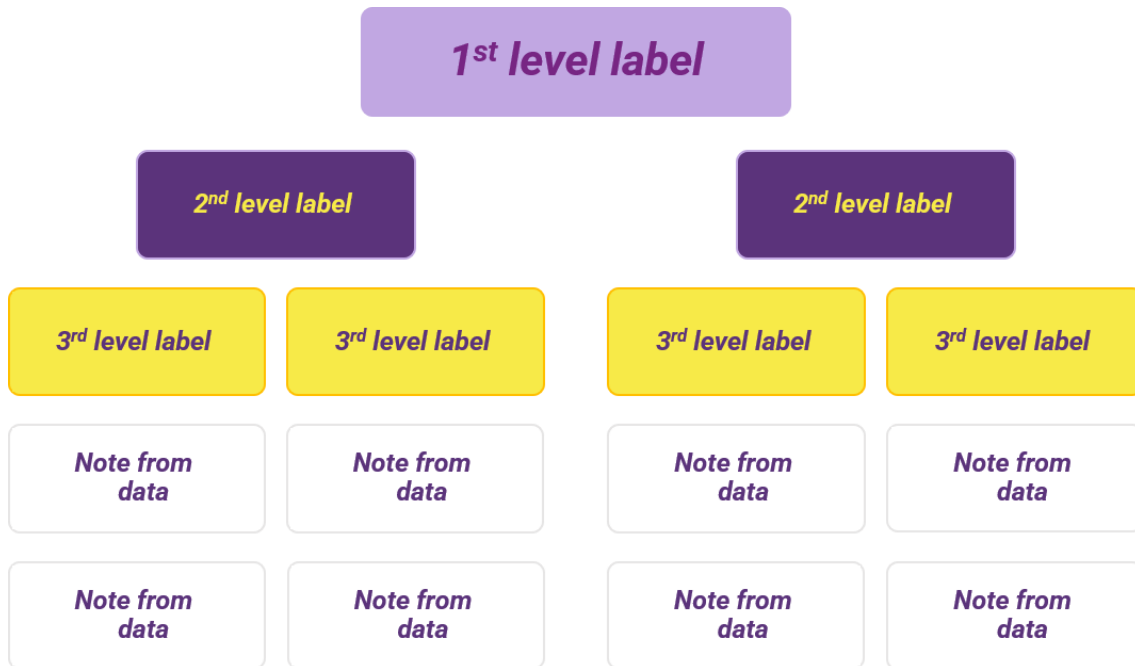 1st level label
2nd level label
2nd level label
3rd level label
3rd level label
3rd level label
3rd level label
Note from
data
Note from
data
Note from
data
Note from
data
Note from
data
Note from
data
Note from
data
Note from
data